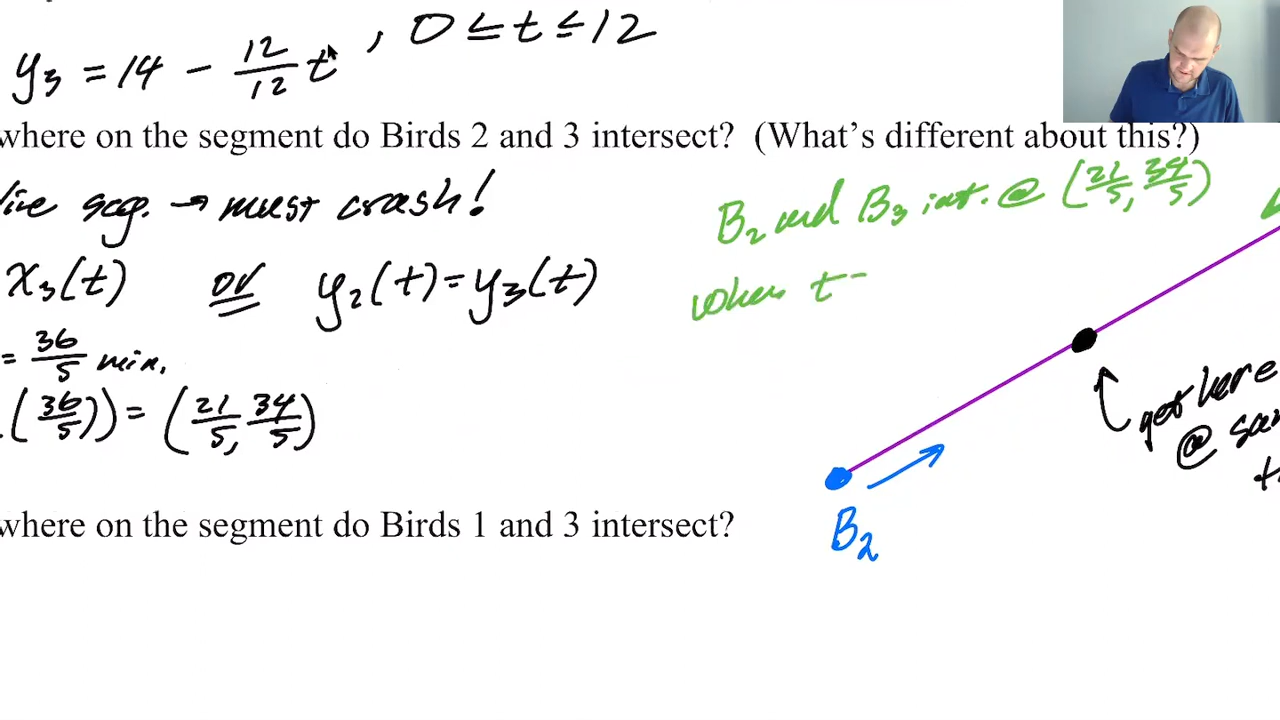 y₃ = 14 - 12/12 t , 0 ≤ t ≤ 12
where on the segment do Birds 2 and 3 intersect? (What's different about this?)
line seg. → must crash!
B₂ and B₃ int. @ (21/5, 34/5)
x₃(t) or y₂(t) = y₃(t)
when t =
= 36/5 min.
(36/5)) = (21/5, 34/5)
get here
@
where on the segment do Birds 1 and 3 intersect?
B₂